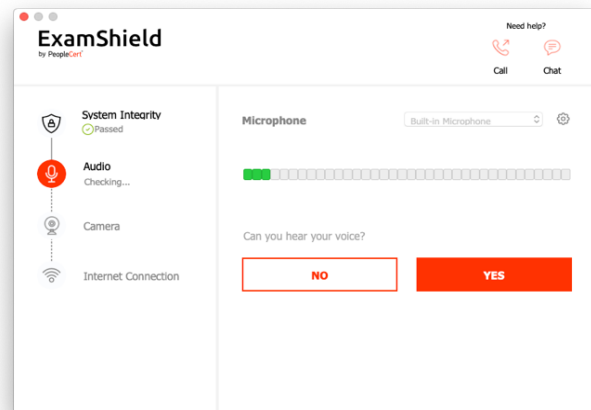 ExamShield
by PeopleCert
Need help?
Call
Chat
System Integrity
Passed
Audio
Checking...
Camera
Internet Connection
Microphone
Built-in Microphone
Can you hear your voice?
NO
YES